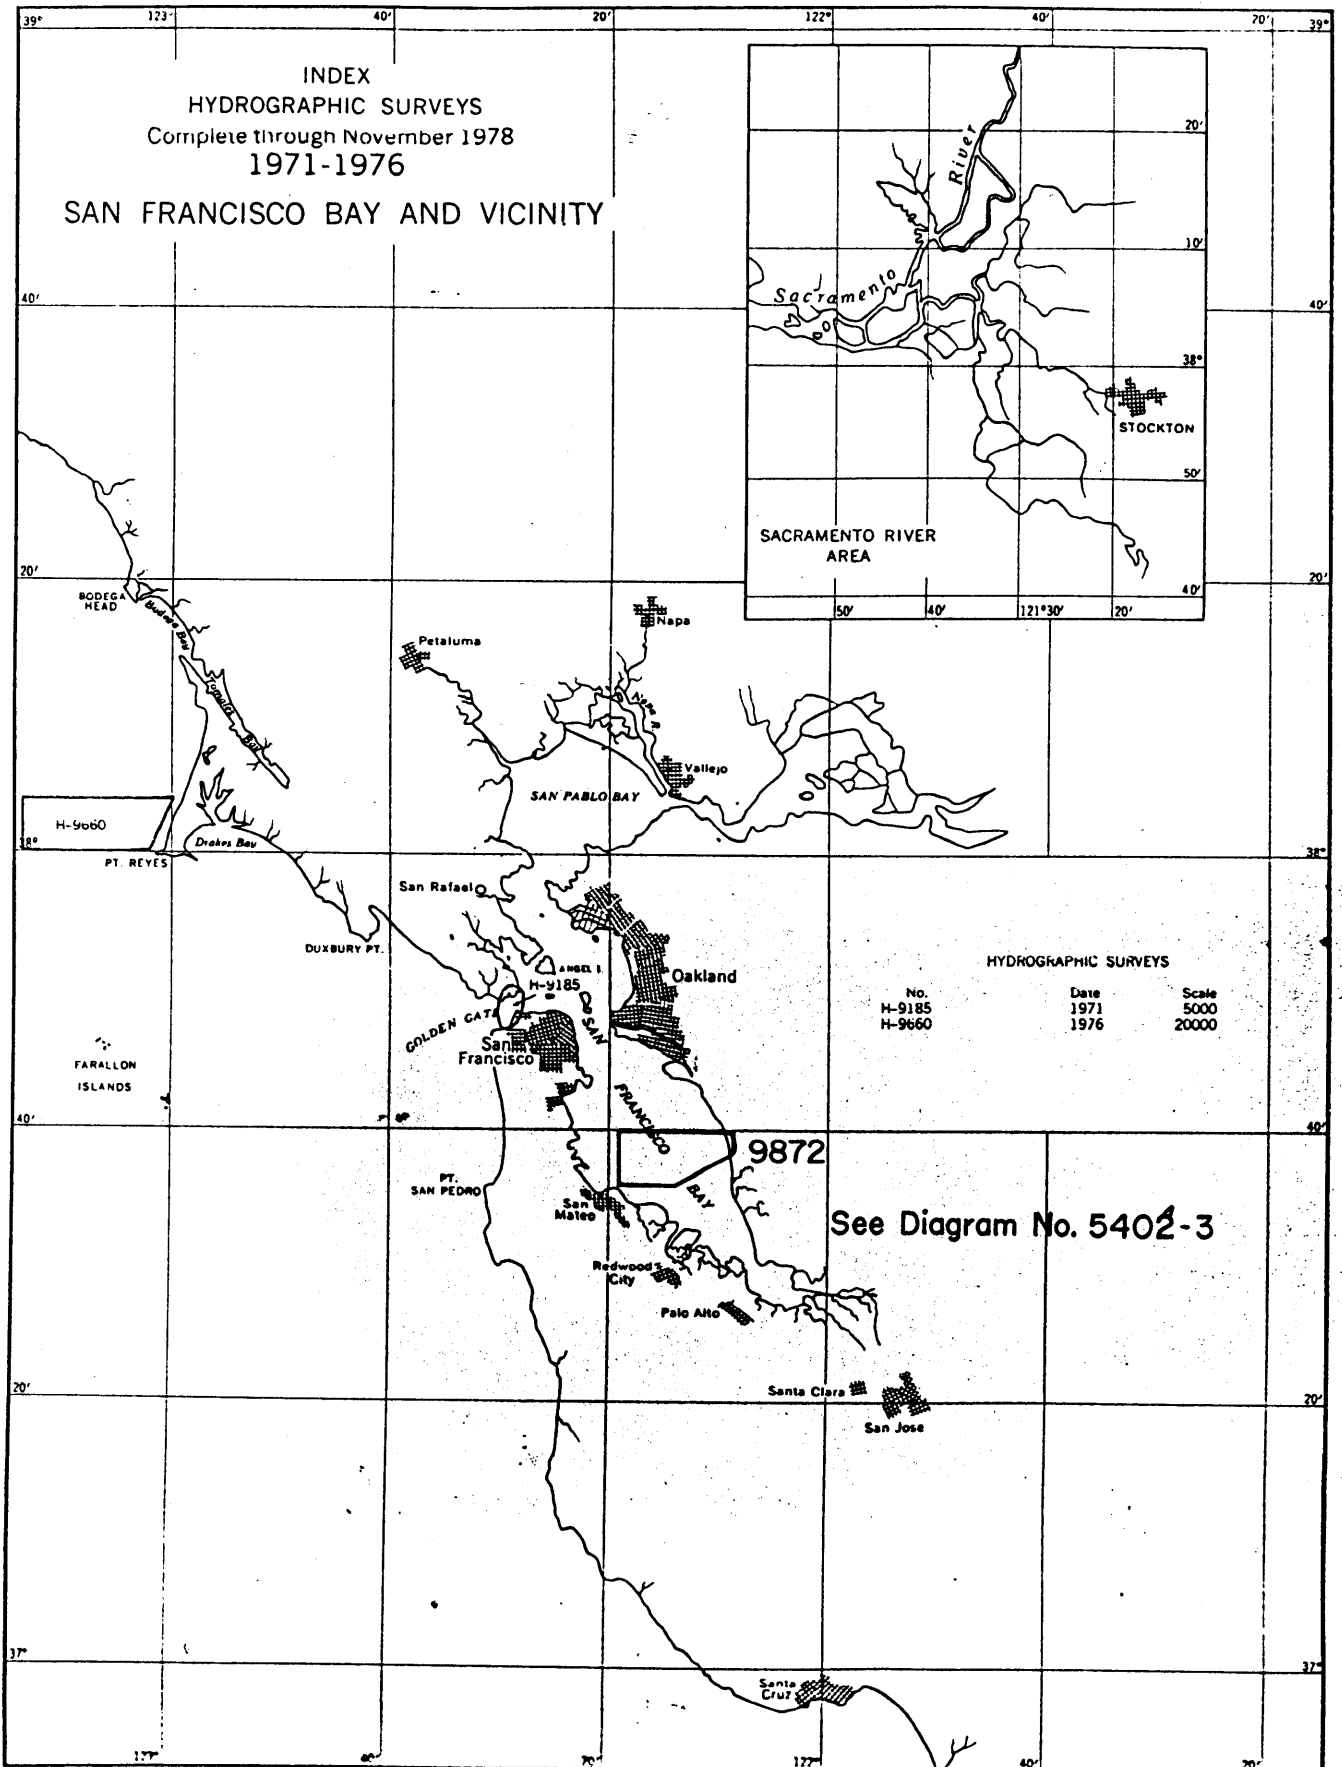 39° 123° 40' 20' 122° 40' 20' 39°
INDEX
HYDROGRAPHIC SURVEYS
Complete through November 1978
1971-1976
SAN FRANCISCO BAY AND VICINITY
River
20'
10'
Sacramento
38°
STOCKTON
50'
SACRAMENTO RIVER
AREA
40'
50' 40' 121°30' 20'
40' 40'
20' 20'
BODEGA
HEAD
Bodega Bay
Tomales
Bay
Petaluma
Napa
Napa R.
Vallejo
SAN PABLO BAY
H-9660
38° 38°
PT. REYES
Drakes Bay
San Rafael
DUXBURY PT.
ANGEL I.
H-9185
Oakland
GOLDEN GATE
San
Francisco
SAN
FRANCISCO
BAY
FARALLON
ISLANDS
HYDROGRAPHIC SURVEYS
No. Date Scale
H-9185 1971 5000
H-9660 1976 20000
40' 40'
9872
PT.
SAN PEDRO
San
Mateo
See Diagram No. 5402-3
Redwood
City
Palo Alto
Santa Clara
San Jose
20' 20'
37° 37°
Santa
Cruz
40' 20' 122° 40' 20'